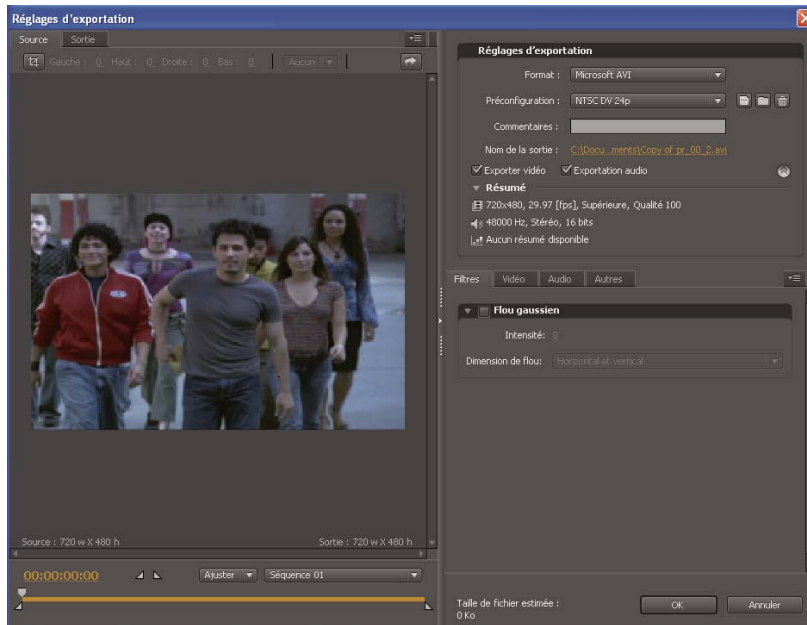 Réglages d'exportation
Source Sortie
Gauche : 0 Haut : 0 Droite : 0 Bas : 0 Aucun
Source : 720 w X 480 h Sortie : 720 w X 480 h
00:00:00:00 Ajuster Séquence 01
Réglages d'exportation
Format : Microsoft AVI
Préconfiguration : NTSC DV 24p
Commentaires :
Nom de la sortie : C:\Docu...ments\Copy of pr_00_2.avi
Exporter vidéo Exportation audio
Résumé
720x480, 29.97 [fps], Supérieure, Qualité 100
48000 Hz, Stéréo, 16 bits
Aucun résumé disponible
Filtres Vidéo Audio Autres
Flou gaussien
Intensité: 0
Dimension de flou: Horizontal et vertical
Taille de fichier estimée :
0 Ko
OK Annuler